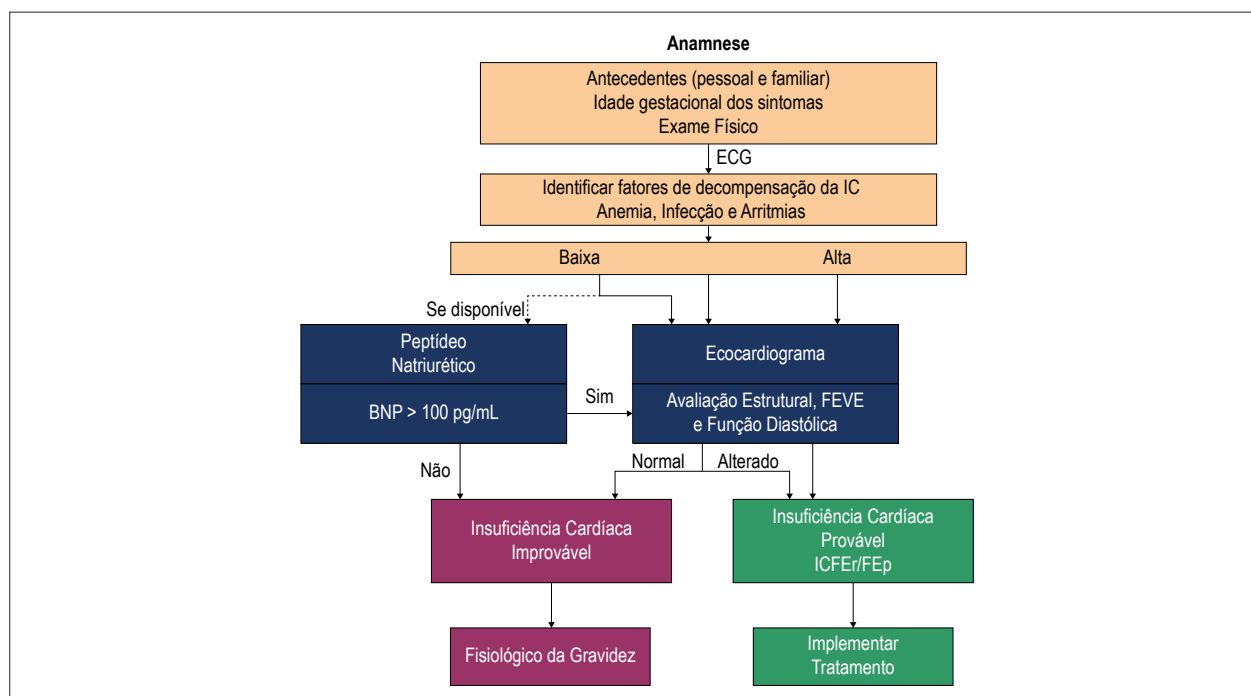 Anamnese
Antecedentes (pessoal e familiar)
Idade gestacional dos sintomas
Exame Físico
ECG
Identificar fatores de decompensação da IC
Anemia, Infecção e Arritmias
Baixa
Alta
Se disponível
Peptídeo
Natriurético
BNP > 100 pg/mL
Sim
Ecocardiograma
Avaliação Estrutural, FEVE
e Função Diastólica
Não
Normal
Alterado
Insuficiência Cardíaca
Improvável
Insuficiência Cardíaca
Provável
ICFEr/FEp
Fisiológico da Gravidez
Implementar
Tratamento